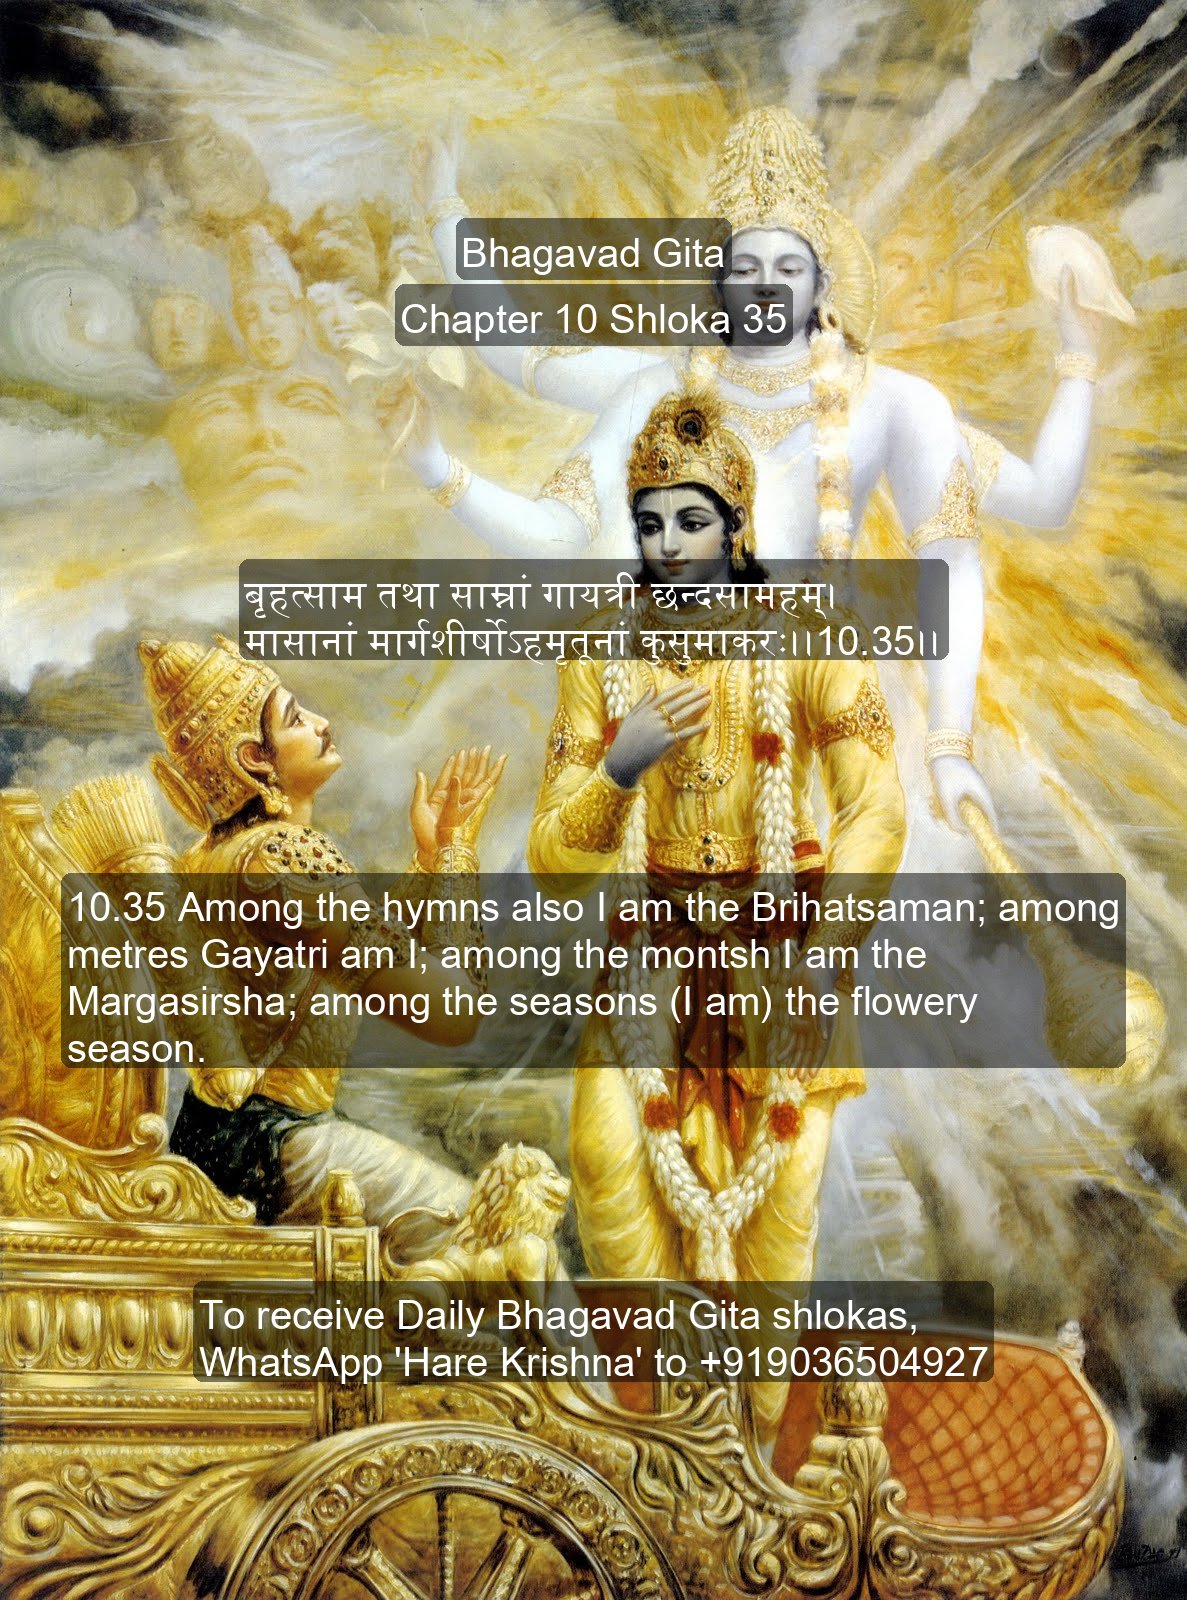 Bhagavad Gita
Chapter 10 Shloka 35
बृहत्साम तथा साम्नां गायत्री छन्दसामहम्।
मासानां मार्गशीर्षोऽहमृतूनां कुसुमाकरः।।10.35।।
10.35 Among the hymns also I am the Brihatsaman; among
metres Gayatri am I; among the montsh I am the
Margasirsha; among the seasons (I am) the flowery
season.
To receive Daily Bhagavad Gita shlokas,
WhatsApp 'Hare Krishna' to +919036504927